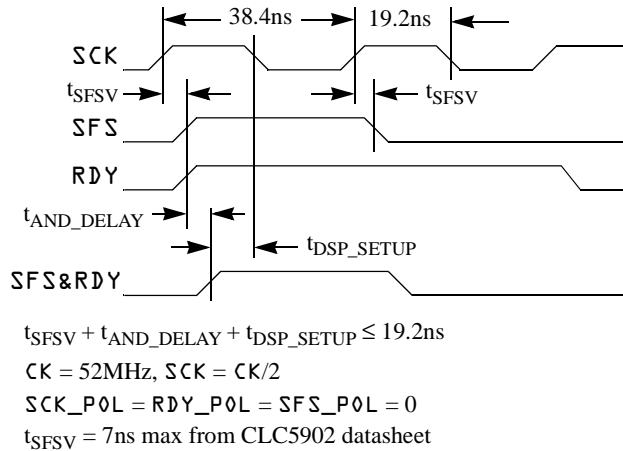 38.4ns
19.2ns
SCK
tSFSV
tSFSV
SFS
RDY
tAND_DELAY
tDSP_SETUP
SFS&RDY
tSFSV + tAND_DELAY + tDSP_SETUP ≤ 19.2ns
CK = 52MHz, SCK = CK/2
SCK_POL = RDY_POL = SFS_POL = 0
tSFSV = 7ns max from CLC5902 datasheet